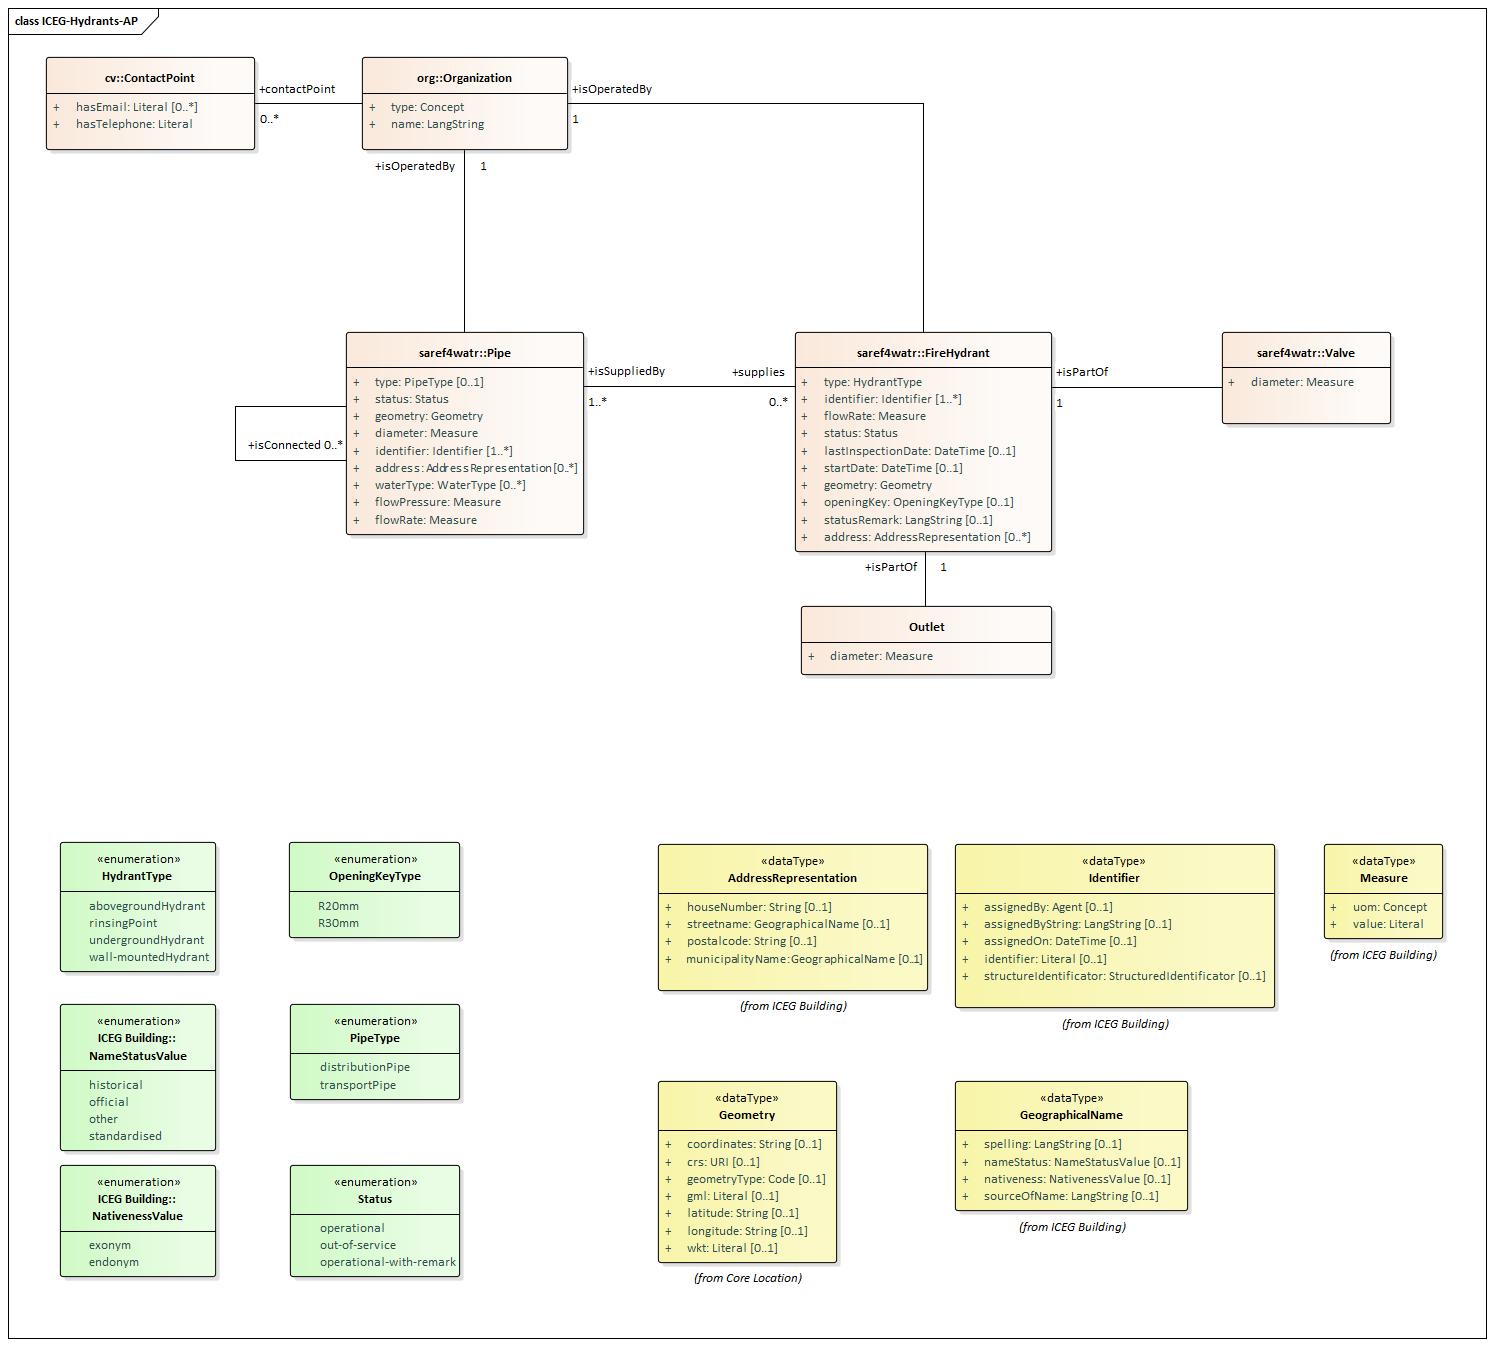 class ICEG-Hydrants-AP
cv::ContactPoint
+ hasEmail: Literal [0..*]
+ hasTelephone: Literal
+contactPoint
0..*
org::Organization
+ type: Concept
+ name: LangString
+isOperatedBy
1
+isOperatedBy
1
saref4watr::Pipe
+ type: PipeType [0..1]
+ status: Status
+ geometry: Geometry
+ diameter: Measure
+ identifier: Identifier [1..*]
+ address: AddressRepresentation [0..*]
+ waterType: WaterType [0..*]
+ flowPressure: Measure
+ flowRate: Measure
+isConnected 0..*
+isSuppliedBy
1..*
+supplies
0..*
saref4watr::FireHydrant
+ type: HydrantType
+ identifier: Identifier [1..*]
+ flowRate: Measure
+ status: Status
+ lastInspectionDate: DateTime [0..1]
+ startDate: DateTime [0..1]
+ geometry: Geometry
+ openingKey: OpeningKeyType [0..1]
+ statusRemark: LangString [0..1]
+ address: AddressRepresentation [0..*]
+isPartOf
1
saref4watr::Valve
+ diameter: Measure
+isPartOf
1
Outlet
+ diameter: Measure
«enumeration»
HydrantType
abovegroundHydrant
rinsingPoint
undergroundHydrant
wall-mountedHydrant
«enumeration»
OpeningKeyType
R20mm
R30mm
«dataType»
AddressRepresentation
+ houseNumber: String [0..1]
+ streetname: GeographicalName [0..1]
+ postalcode: String [0..1]
+ municipalityName: GeographicalName [0..1]
(from ICEG Building)
«dataType»
Identifier
+ assignedBy: Agent [0..1]
+ assignedByString: LangString [0..1]
+ assignedOn: DateTime [0..1]
+ identifier: Literal [0..1]
+ structureIdentificator: StructuredIdentificator [0..1]
(from ICEG Building)
«dataType»
Measure
+ uom: Concept
+ value: Literal
(from ICEG Building)
«enumeration»
ICEG Building::
NameStatusValue
historical
official
other
standardised
«enumeration»
PipeType
distributionPipe
transportPipe
«dataType»
Geometry
+ coordinates: String [0..1]
+ crs: URI [0..1]
+ geometryType: Code [0..1]
+ gml: Literal [0..1]
+ latitude: String [0..1]
+ longitude: String [0..1]
+ wkt: Literal [0..1]
(from Core Location)
«dataType»
GeographicalName
+ spelling: LangString [0..1]
+ nameStatus: NameStatusValue [0..1]
+ nativeness: NativenessValue [0..1]
+ sourceOfName: LangString [0..1]
(from ICEG Building)
«enumeration»
ICEG Building::
NativenessValue
exonym
endonym
«enumeration»
Status
operational
out-of-service
operational-with-remark